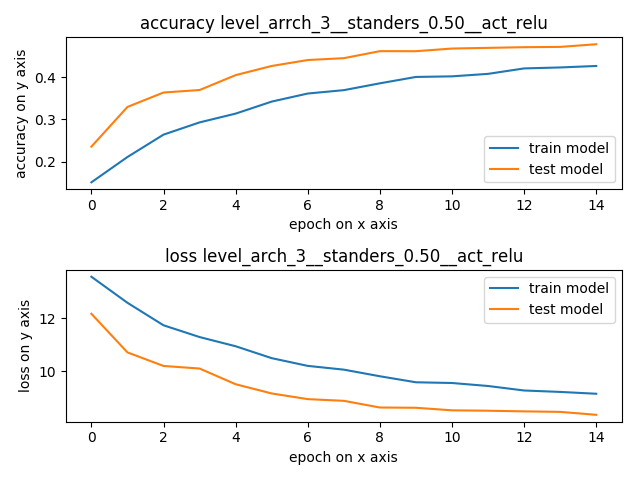 accuracy level_arrch_3__standers_0.50__act_relu
accuracy on y axis
0.4
0.3
0.2
train model
test model
0 2 4 6 8 10 12 14
epoch on x axis
loss level_arch_3__standers_0.50__act_relu
loss on y axis
12
10
train model
test model
0 2 4 6 8 10 12 14
epoch on x axis